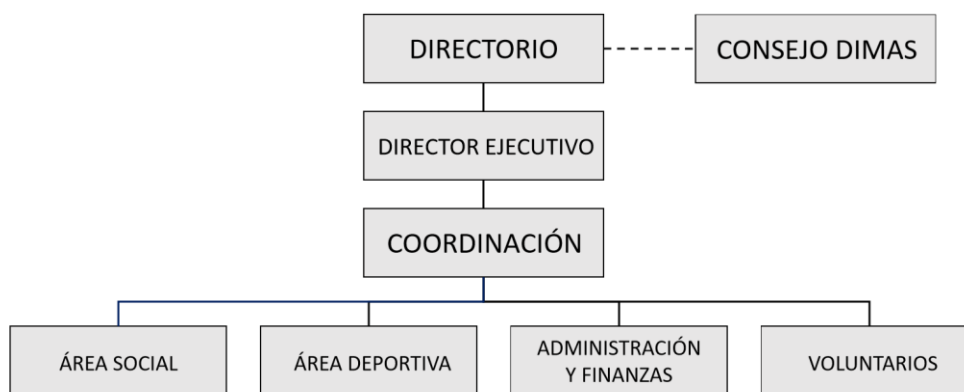 DIRECTORIO
CONSEJO DIMAS
DIRECTOR EJECUTIVO
COORDINACIÓN
ÁREA SOCIAL
ÁREA DEPORTIVA
ADMINISTRACIÓN
Y FINANZAS
VOLUNTARIOS